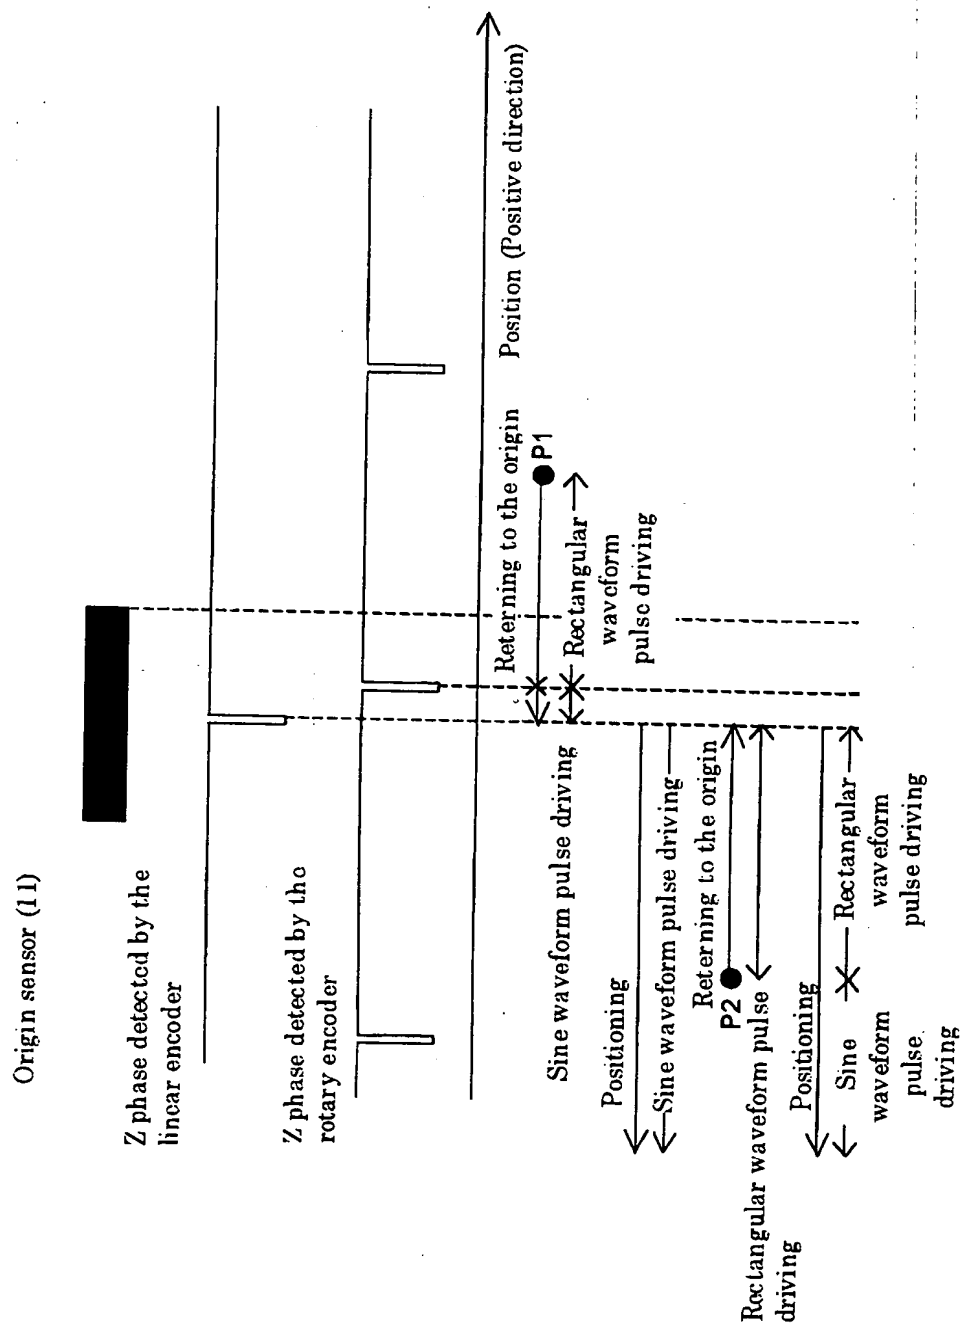 Origin sensor (11)
Z phase detected by the
linear encoder
Z phase detected by the
rotary encoder
Position (Positive direction)
Reterning to the origin
P1
Rectangular
waveform
pulse driving
Sine waveform pulse driving
Positioning
Sine waveform pulse driving
Reterning to the origin
P2
Rectangular waveform pulse
driving
Positioning
Sine
waveform
pulse
driving
Rectangular
waveform
pulse driving